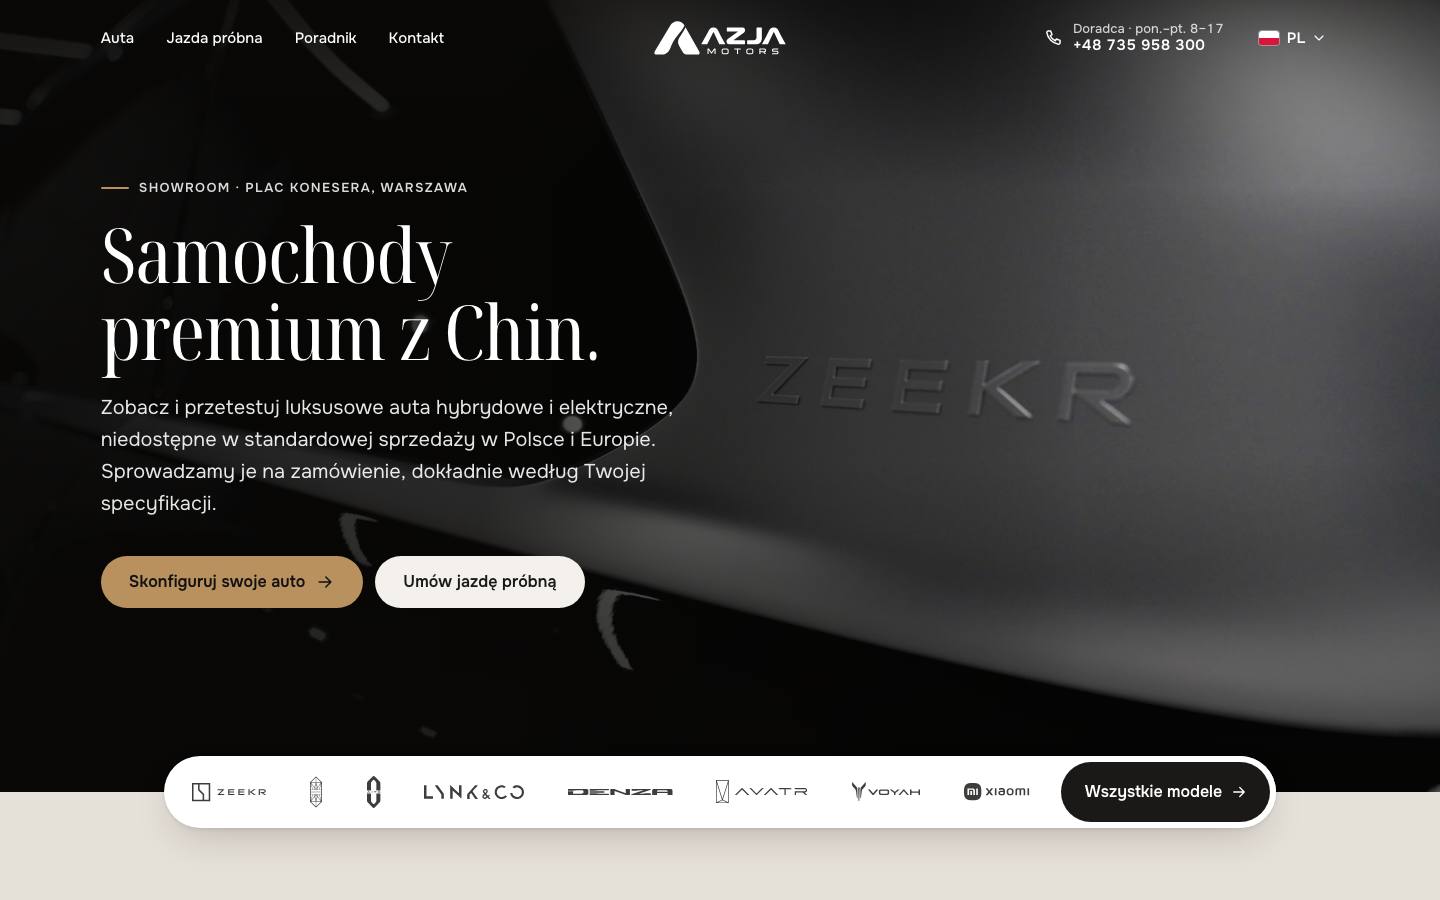 Auta
Jazda próbna
Poradnik
Kontakt
AZJA
MOTORS
Doradca · pon.–pt. 8–17
+48 735 958 300
PL
SHOWROOM · PLAC KONESERA, WARSZAWA
Samochody
premium z Chin.
Zobacz i przetestuj luksusowe auta hybrydowe i elektryczne,
niedostępne w standardowej sprzedaży w Polsce i Europie.
Sprowadzamy je na zamówienie, dokładnie według Twojej
specyfikacji.
ZEEKR
Skonfiguruj swoje auto
Umów jazdę próbną
ZEEKR
LYNK&CO
DENZA
AVATR
VOYAH
mi xiaomi
Wszystkie modele